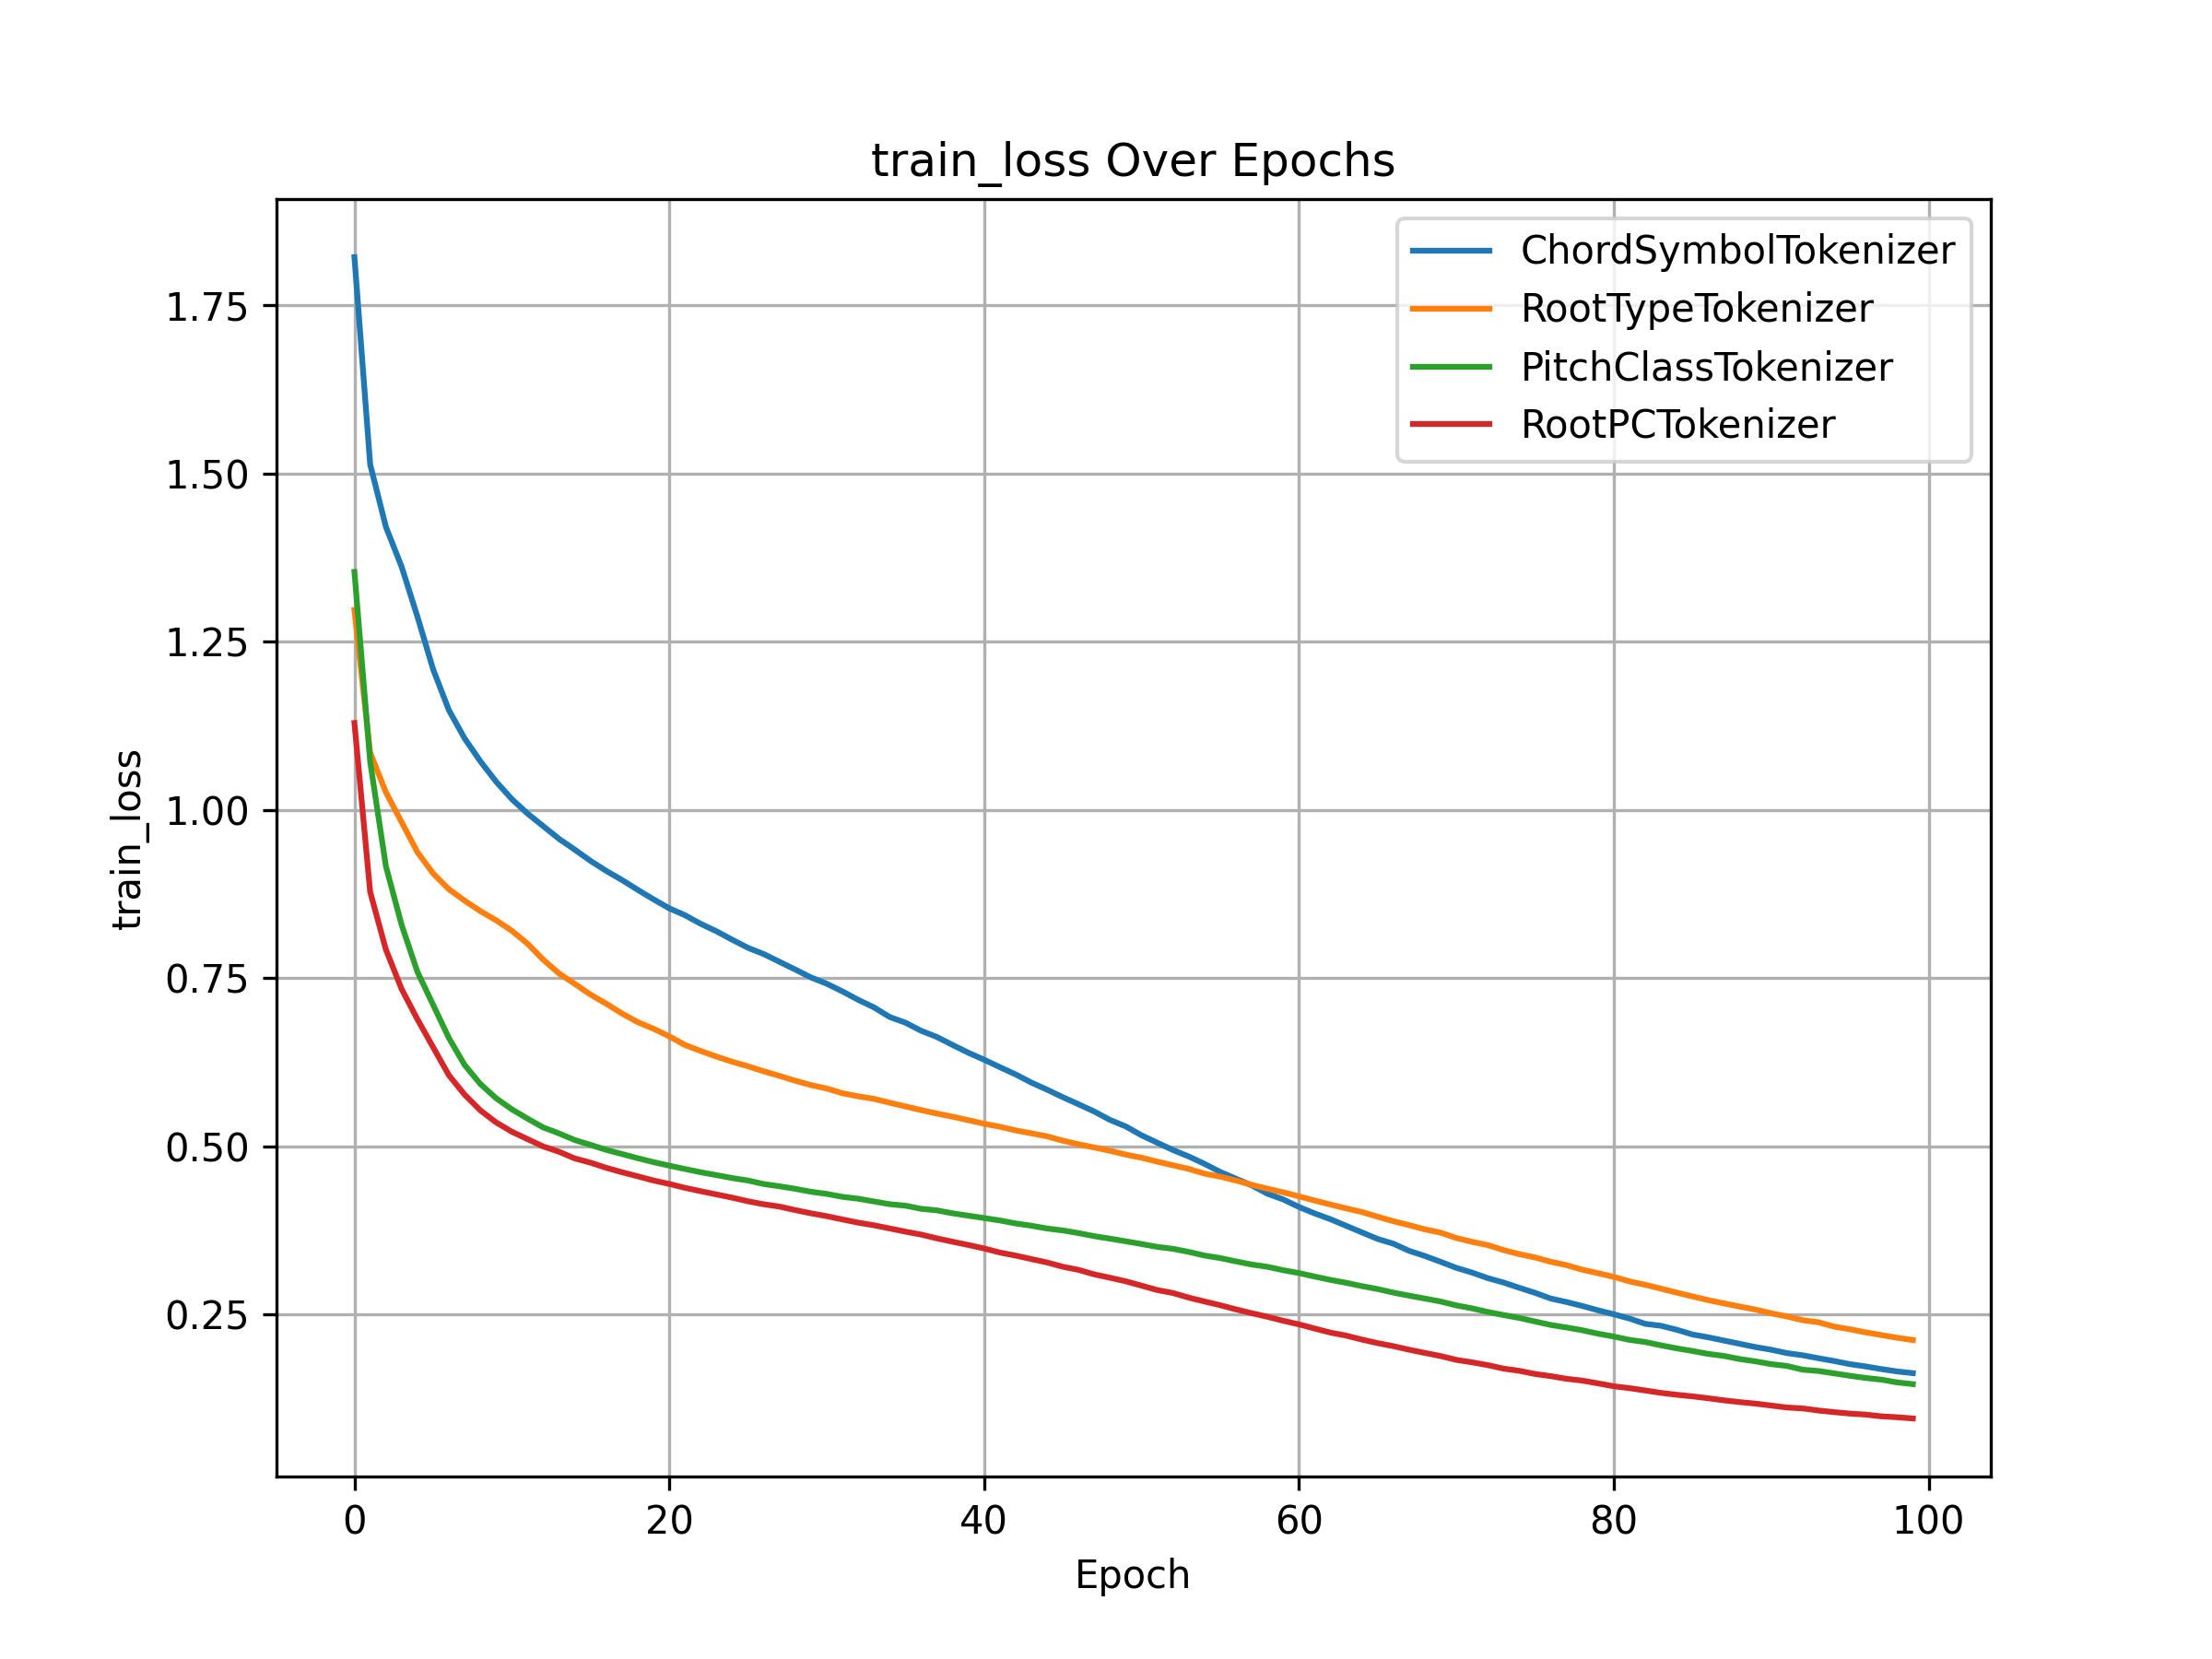 train_loss Over Epochs
ChordSymbolTokenizer
RootTypeTokenizer
PitchClassTokenizer
RootPCTokenizer
1.75
1.50
1.25
1.00
0.75
0.50
0.25
train_loss
0 20 40 60 80 100
Epoch